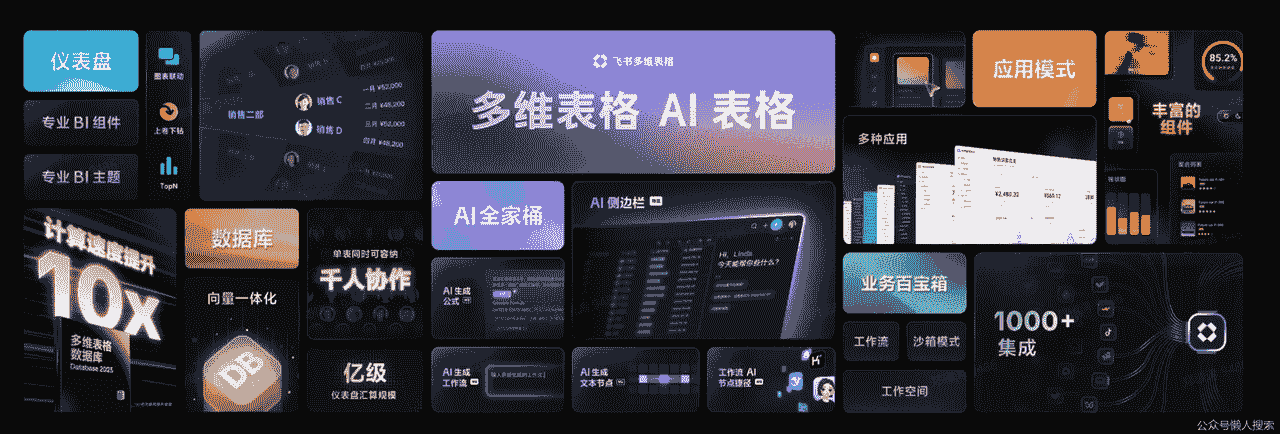 仪表盘
专业 BI 组件
专业 BI 主题
图表联动
上卷下钻
TopN
销售二部
销售 C
销售 D
一月 ¥52,000
二月 ¥48,200
三月 ¥52,000
四月 ¥48,200
计算速度提升
10x
多维表格
数据库
Database 2025
数据库
向量一体化
DB
单表同时可容纳
千人协作
亿级
仪表盘汇算规模
飞书多维表格
多维表格 AI 表格
AI全家桶
AI 生成
公式
AI 侧边栏
Hi, Linda
今天能帮你些什么?
AI 生成
工作流
AI 生成
文本节点
工作流 AI
节点捷径
应用模式
85.2%
丰富的
组件
多种应用
业务百宝箱
工作流
沙箱模式
工作空间
1000+
集成
公众号懒人搜索